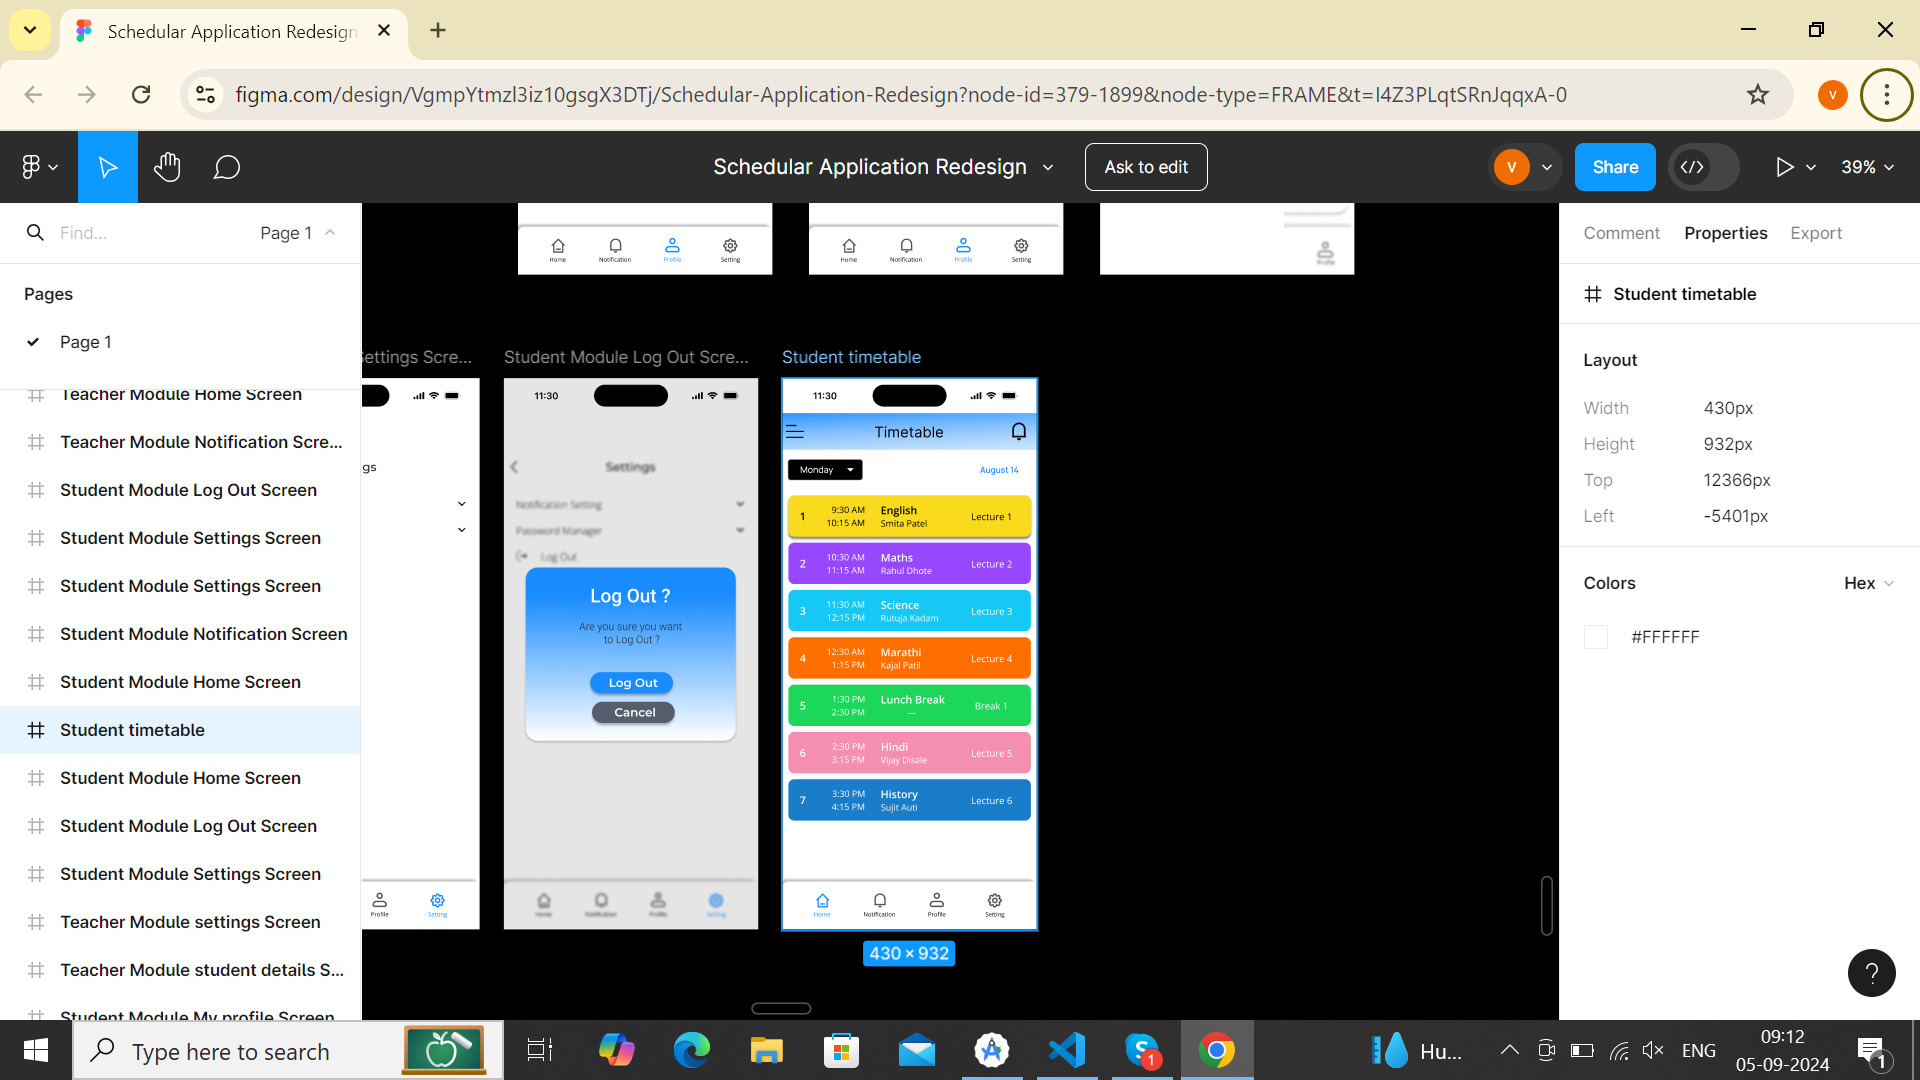 Schedular Application Redesign
figma.com/design/VgmpYtmzl3iz10gsgX3DTj/Schedular-Application-Redesign?node-id=379-1899&node-type=FRAME&t=I4Z3PLqtSRnJqqxA-0
V
Schedular Application Redesign
Ask to edit
V
Share
39%
Find...
Page 1
Pages
Page 1
Teacher Module Home Screen
Teacher Module Notification Scre...
Student Module Log Out Screen
Student Module Settings Screen
Student Module Settings Screen
Student Module Notification Screen
Student Module Home Screen
Student timetable
Student Module Home Screen
Student Module Log Out Screen
Student Module Settings Screen
Teacher Module settings Screen
Teacher Module student details S...
Student Module My profile Screen
Home Notification Profile Setting
Home Notification Profile Setting
Profile
ettings Scre...
gs
Profile Setting
Student Module Log Out Scre...
11:30
Settings
Notification Setting
Password Manager
Log Out
Log Out ?
Are you sure you want
to Log Out ?
Log Out
Cancel
Home Notification Profile Setting
Student timetable
11:30
Timetable
Monday
August 14
1 9:30 AM English Lecture 1
10:15 AM Smita Patel
2 10:30 AM Maths Lecture 2
11:15 AM Rahul Dhote
3 11:30 AM Science Lecture 3
12:15 PM Rutuja Kadam
4 12:30 AM Marathi Lecture 4
1:15 PM Kajal Patil
5 1:30 PM Lunch Break Break 1
2:30 PM ---
6 2:30 PM Hindi Lecture 5
3:15 PM Vijay Disale
7 3:30 PM History Lecture 6
4:15 PM Sujit Auti
Home Notification Profile Setting
430 × 932
Comment Properties Export
Student timetable
Layout
Width 430px
Height 932px
Top 12366px
Left -5401px
Colors Hex
#FFFFFF
?
Type here to search
1
Hu...
ENG
09:12
05-09-2024
1